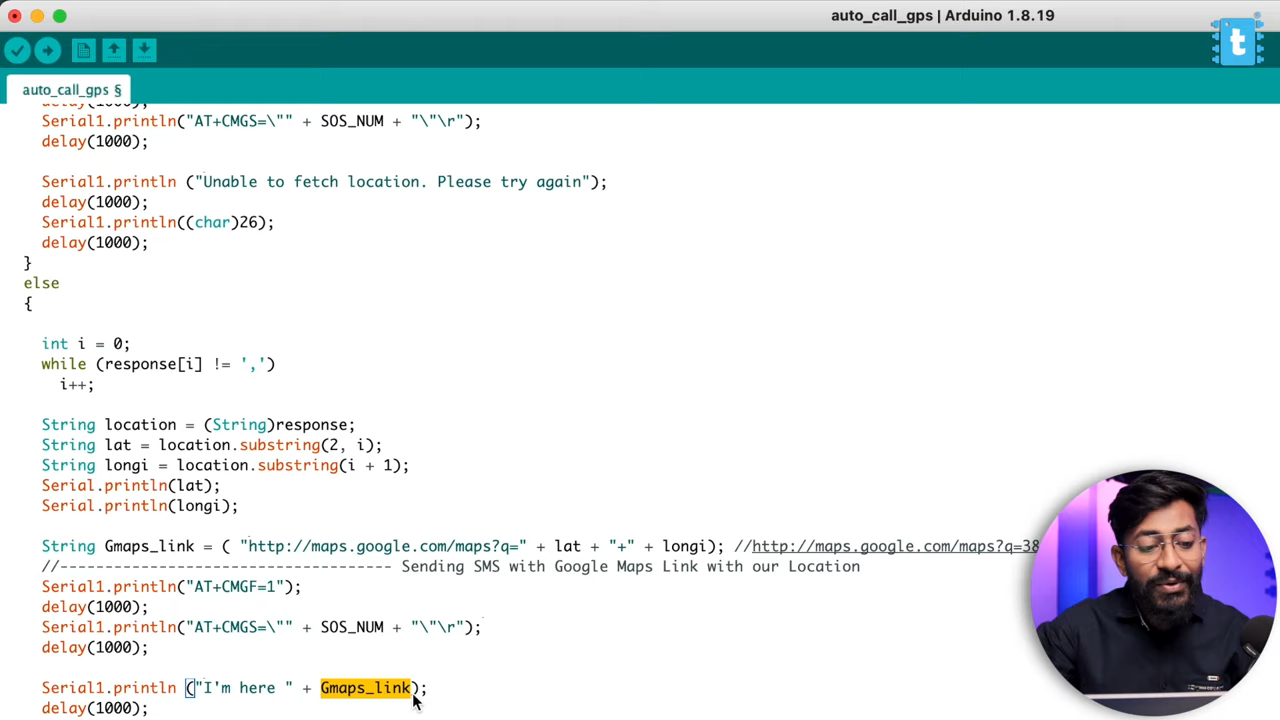 auto_call_gps | Arduino 1.8.19
t
auto_call_gps §
delay(1000);
Serial1.println("AT+CMGS=\"" + SOS_NUM + "\"\r");
delay(1000);
Serial1.println ("Unable to fetch location. Please try again");
delay(1000);
Serial1.println((char)26);
delay(1000);
}
else
{
int i = 0;
while (response[i] != ',')
i++;
String location = (String)response;
String lat = location.substring(2, i);
String longi = location.substring(i + 1);
Serial.println(lat);
Serial.println(longi);
String Gmaps_link = ( "http://maps.google.com/maps?q=" + lat + "+" + longi); //http://maps.google.com/maps?q=38
//--------------------------------- Sending SMS with Google Maps Link with our Location
Serial1.println("AT+CMGF=1");
delay(1000);
Serial1.println("AT+CMGS=\"" + SOS_NUM + "\"\r");
delay(1000);
Serial1.println ("I'm here " + Gmaps_link);
delay(1000);